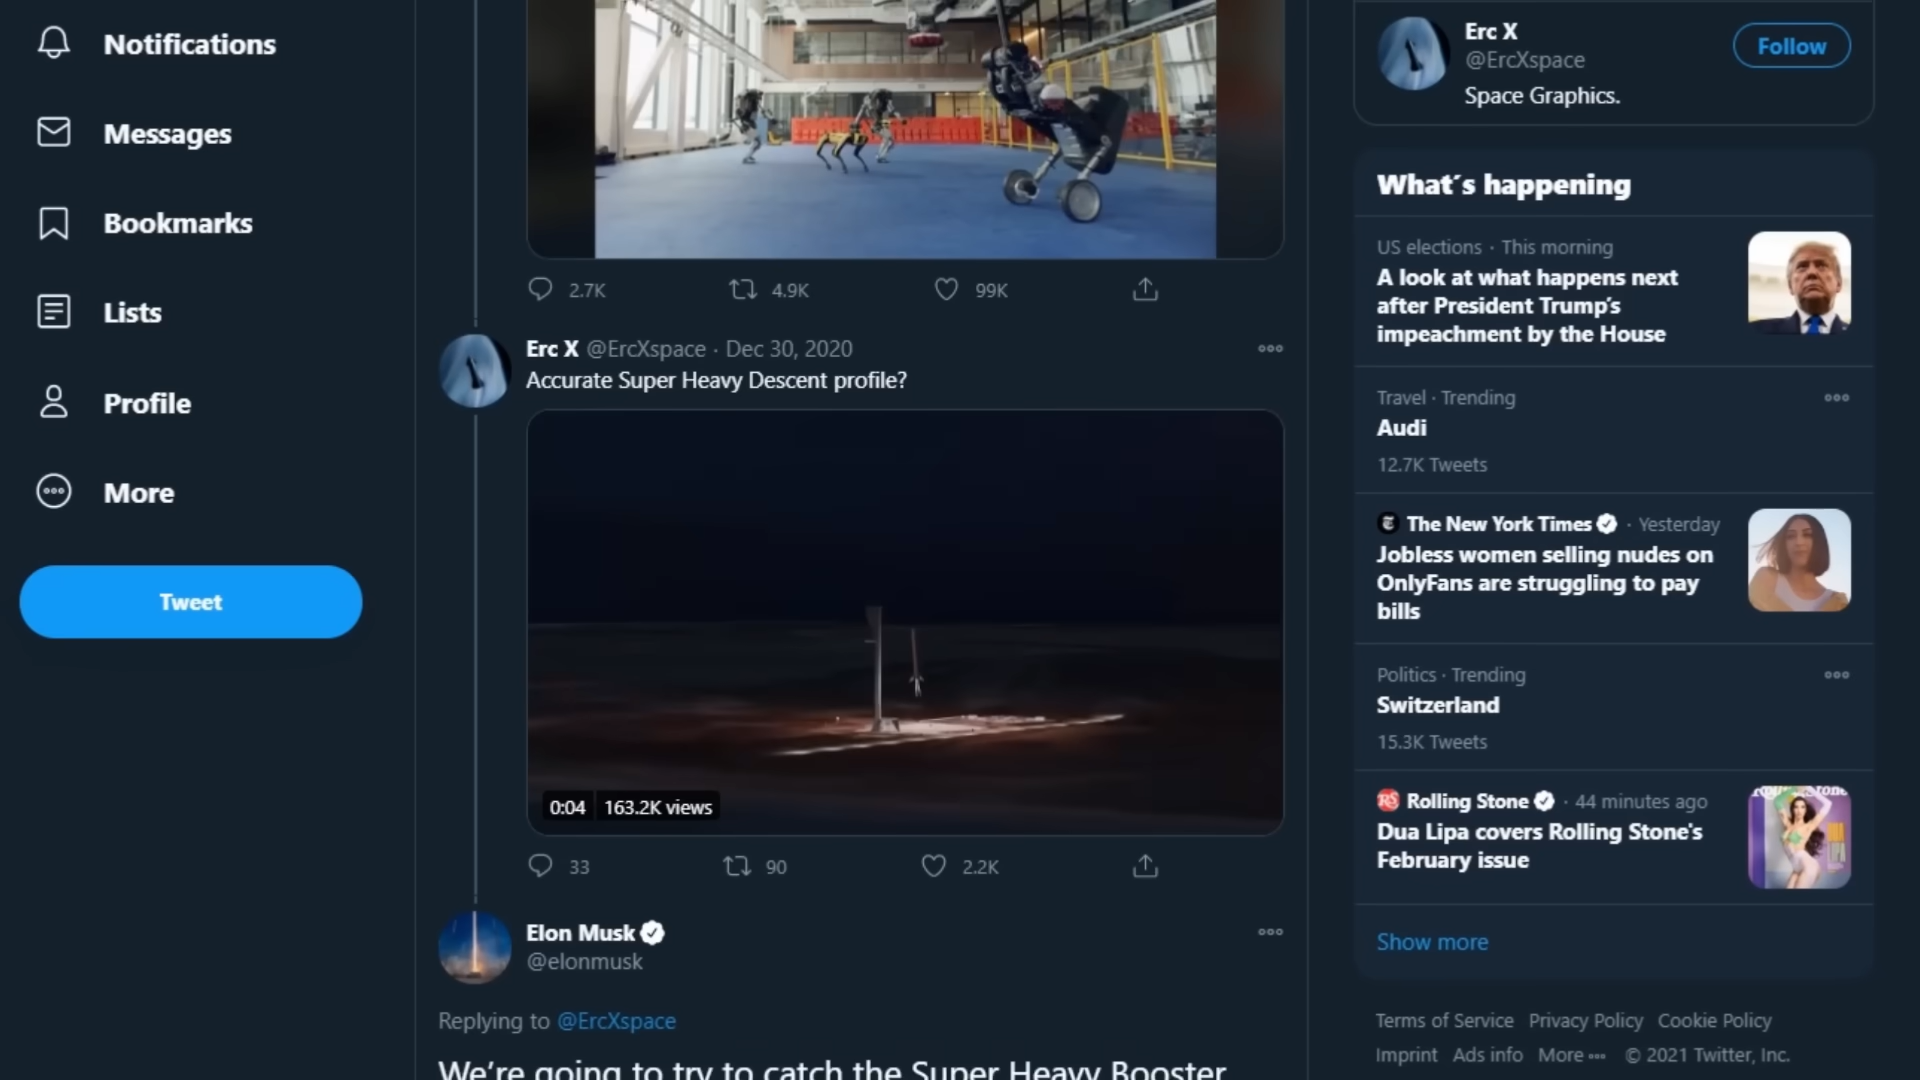 Notifications
Messages
Bookmarks
Lists
Profile
More
Tweet
2.7K 4.9K 99K
Erc X @ErcXspace · Dec 30, 2020
Accurate Super Heavy Descent profile?
0:04 163.2K views
33 90 2.2K
Elon Musk
@elonmusk
Replying to @ErcXspace
We're going to try to catch the Super Heavy Booster
Erc X
@ErcXspace
Follow
Space Graphics.
What´s happening
US elections · This morning
A look at what happens next
after President Trump's
impeachment by the House
Travel · Trending
Audi
12.7K Tweets
The New York Times · Yesterday
Jobless women selling nudes on
OnlyFans are struggling to pay
bills
Politics · Trending
Switzerland
15.3K Tweets
RS Rolling Stone · 44 minutes ago
Dua Lipa covers Rolling Stone's
February issue
Show more
Terms of Service Privacy Policy Cookie Policy
Imprint Ads info More © 2021 Twitter, Inc.